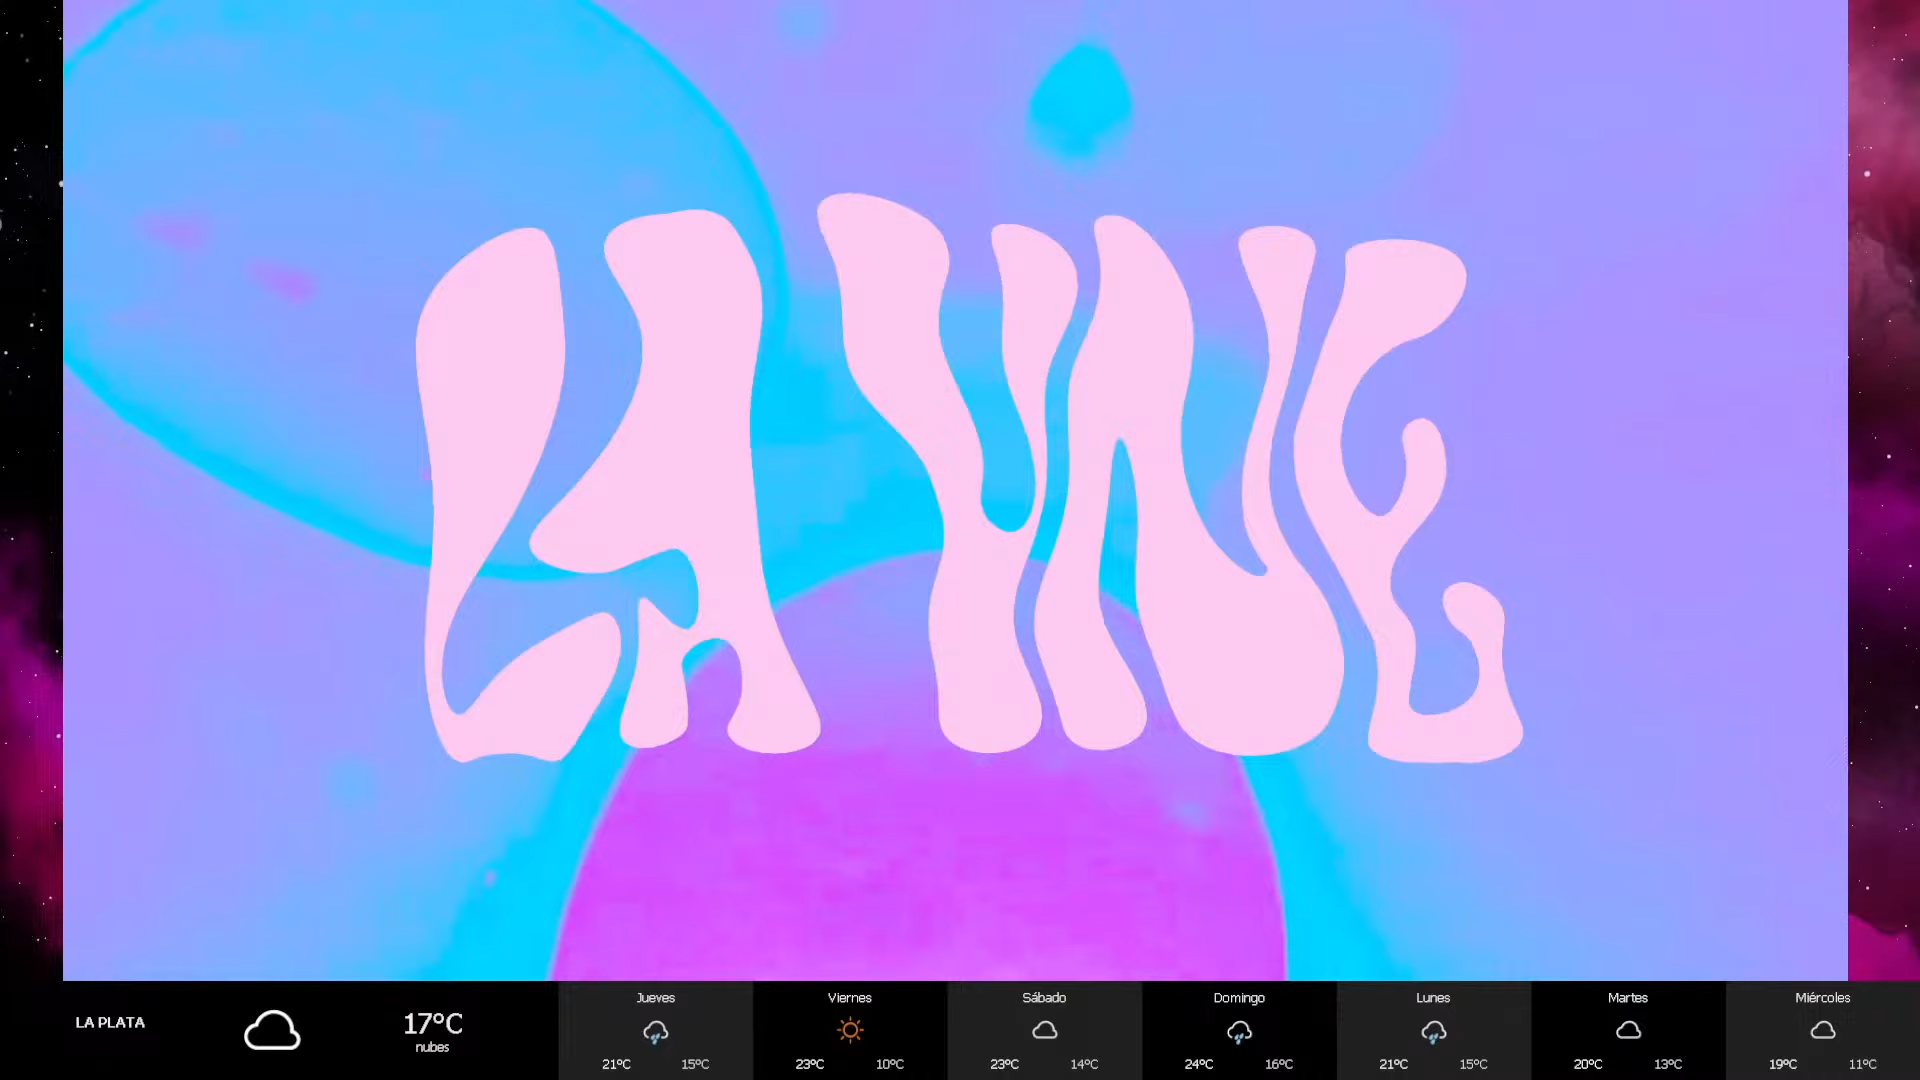 LA YNE
LA PLATA
17°C
nubes
Jueves
21°C 15°C
Viernes
23°C 10°C
Sábado
23°C 14°C
Domingo
24°C 16°C
Lunes
21°C 15°C
Martes
20°C 13°C
Miércoles
19°C 11°C